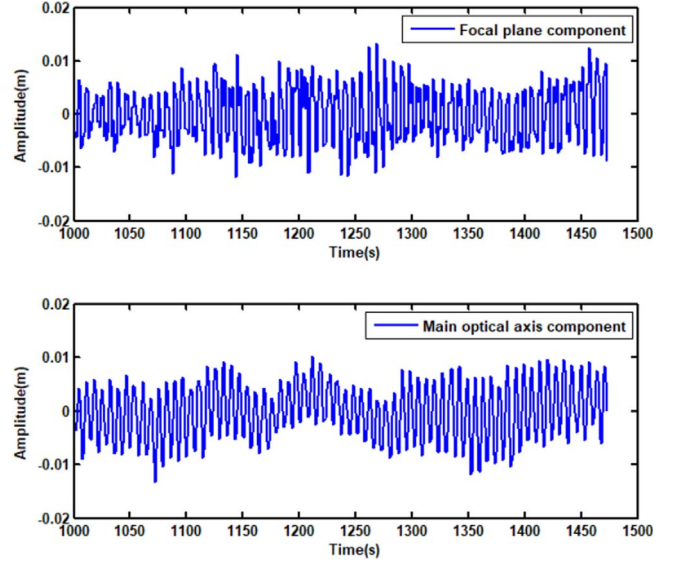 0.02
Focal plane component
0.01
0
-0.01
-0.02
Amplitude(m)
1000 1050 1100 1150 1200 1250 1300 1350 1400 1450 1500
Time(s)
0.02
Main optical axis component
0.01
0
-0.01
-0.02
Amplitude(m)
1000 1050 1100 1150 1200 1250 1300 1350 1400 1450 1500
Time(s)